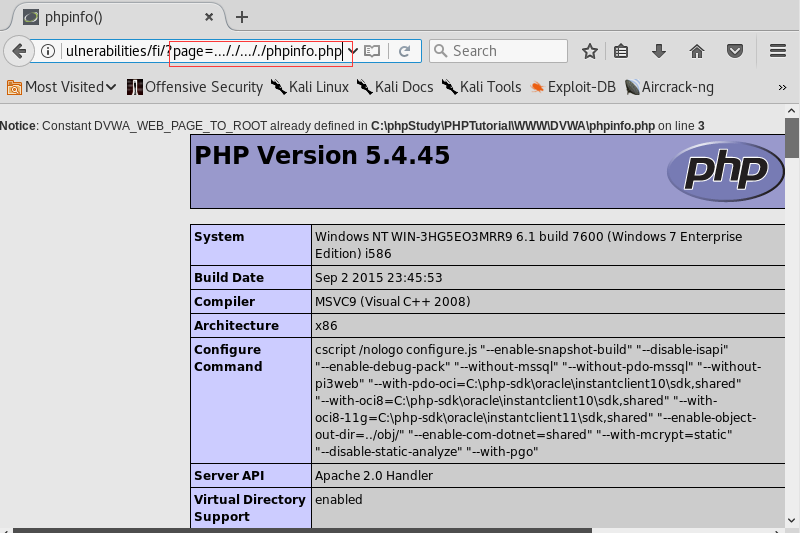 phpinfo()
ulnerabilities/fi/?page=..././..././phpinfo.php
Search
Most Visited Offensive Security Kali Linux Kali Docs Kali Tools Exploit-DB Aircrack-ng
Notice: Constant DVWA_WEB_PAGE_TO_ROOT already defined in C:\phpStudy\PHPTutorial\WWW\DVWA\phpinfo.php on line 3
PHP Version 5.4.45
php
System Windows NT WIN-3HG5EO3MRR9 6.1 build 7600 (Windows 7 Enterprise
Edition) i586
Build Date Sep 2 2015 23:45:53
Compiler MSVC9 (Visual C++ 2008)
Architecture x86
Configure cscript /nologo configure.js "--enable-snapshot-build" "--disable-isapi"
Command "--enable-debug-pack" "--without-mssql" "--without-pdo-mssql" "--without-
pi3web" "--with-pdo-oci=C:\php-sdk\oracle\instantclient10\sdk,shared"
"--with-oci8=C:\php-sdk\oracle\instantclient10\sdk,shared" "--with-
oci8-11g=C:\php-sdk\oracle\instantclient11\sdk,shared" "--enable-object-
out-dir=../obj/" "--enable-com-dotnet=shared" "--with-mcrypt=static"
"--disable-static-analyze" "--with-pgo"
Server API Apache 2.0 Handler
Virtual Directory enabled
Support